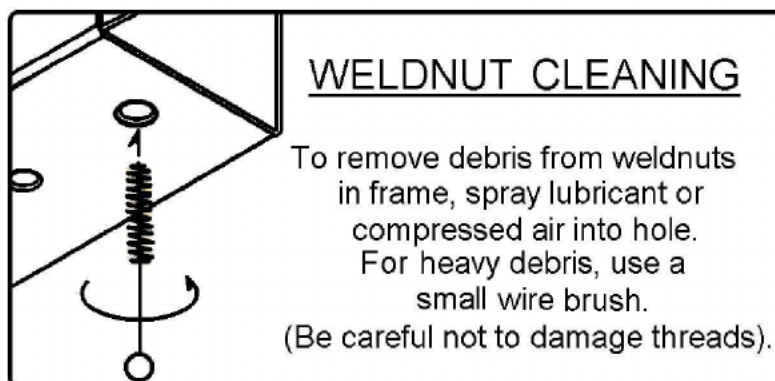 WELDNUT CLEANING
To remove debris from weldnuts
in frame, spray lubricant or
compressed air into hole.
For heavy debris, use a
small wire brush.
(Be careful not to damage threads).